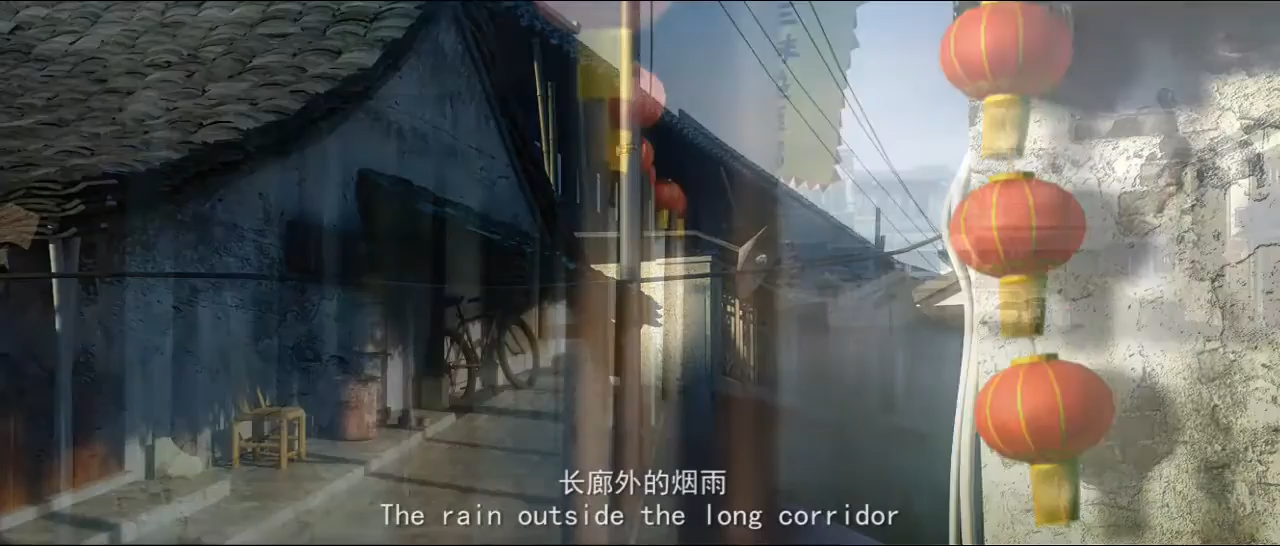 长廊外的烟雨
The rain outside the long corridor